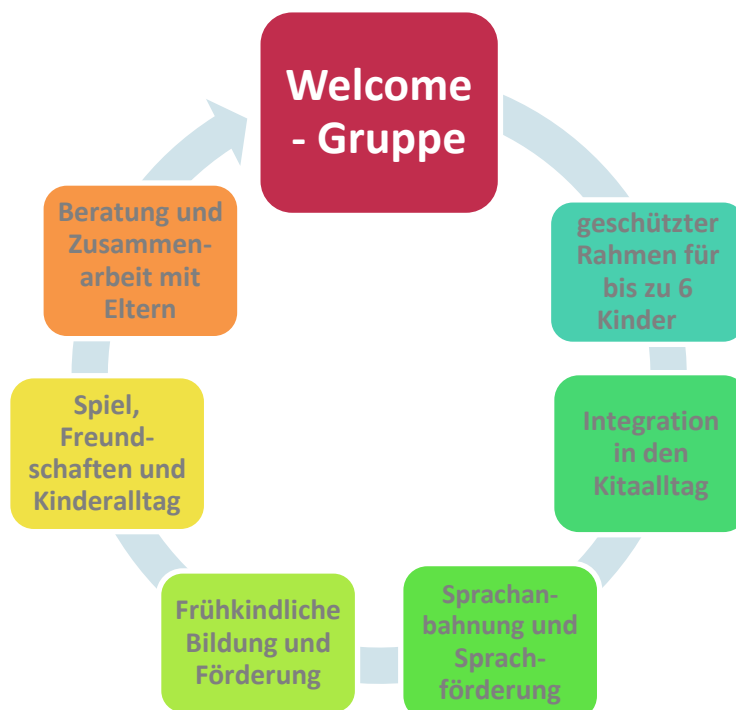 Welcome
- Gruppe
geschützter
Rahmen für
bis zu 6
Kinder
Integration
in den
Kitaalltag
Sprachan-
bahnung und
Sprach-
förderung
Frühkindliche
Bildung und
Förderung
Spiel,
Freund-
schaften und
Kinderalltag
Beratung und
Zusammen-
arbeit mit
Eltern